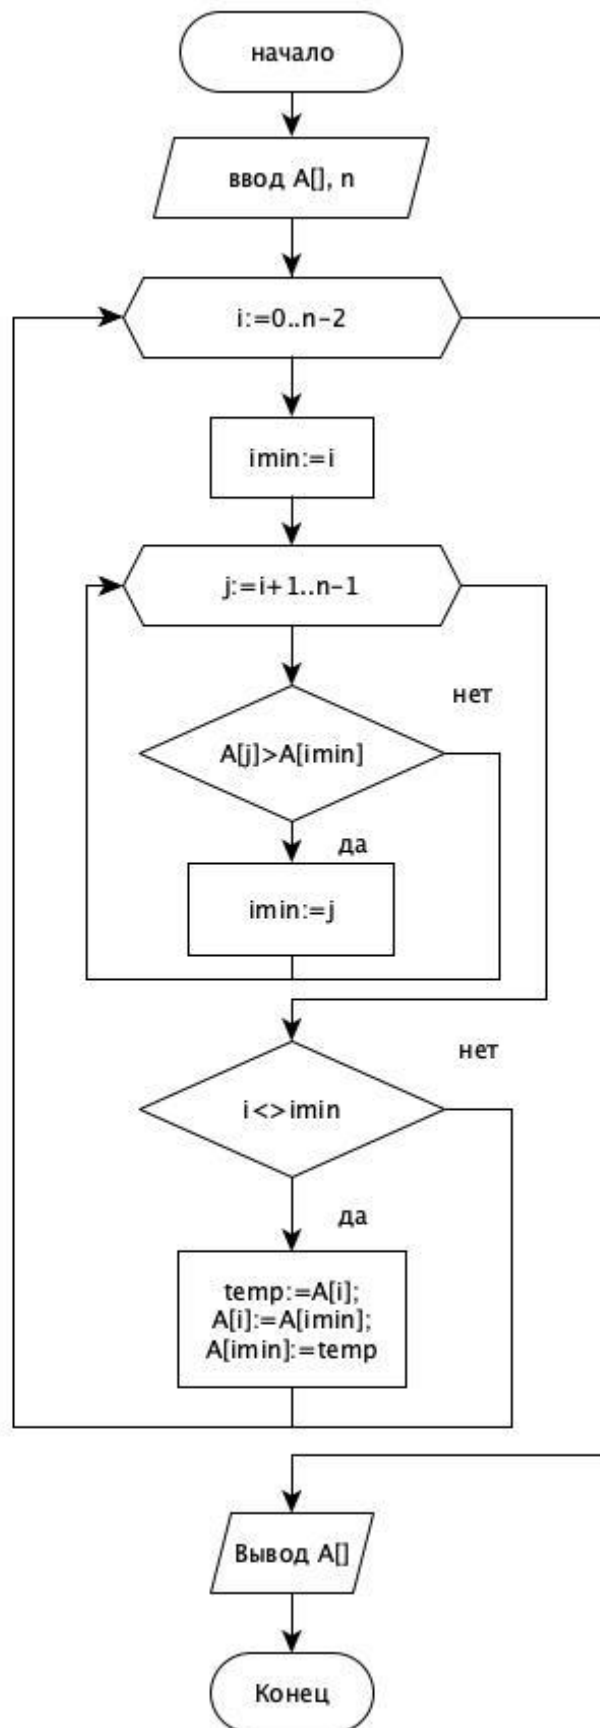 начало
ввод A[], n
i:=0..n-2
imin:=i
j:=i+1..n-1
нет
A[j]>A[imin]
да
imin:=j
нет
i<>imin
да
temp:=A[i];
A[i]:=A[imin];
A[imin]:=temp
Вывод A[]
Конец